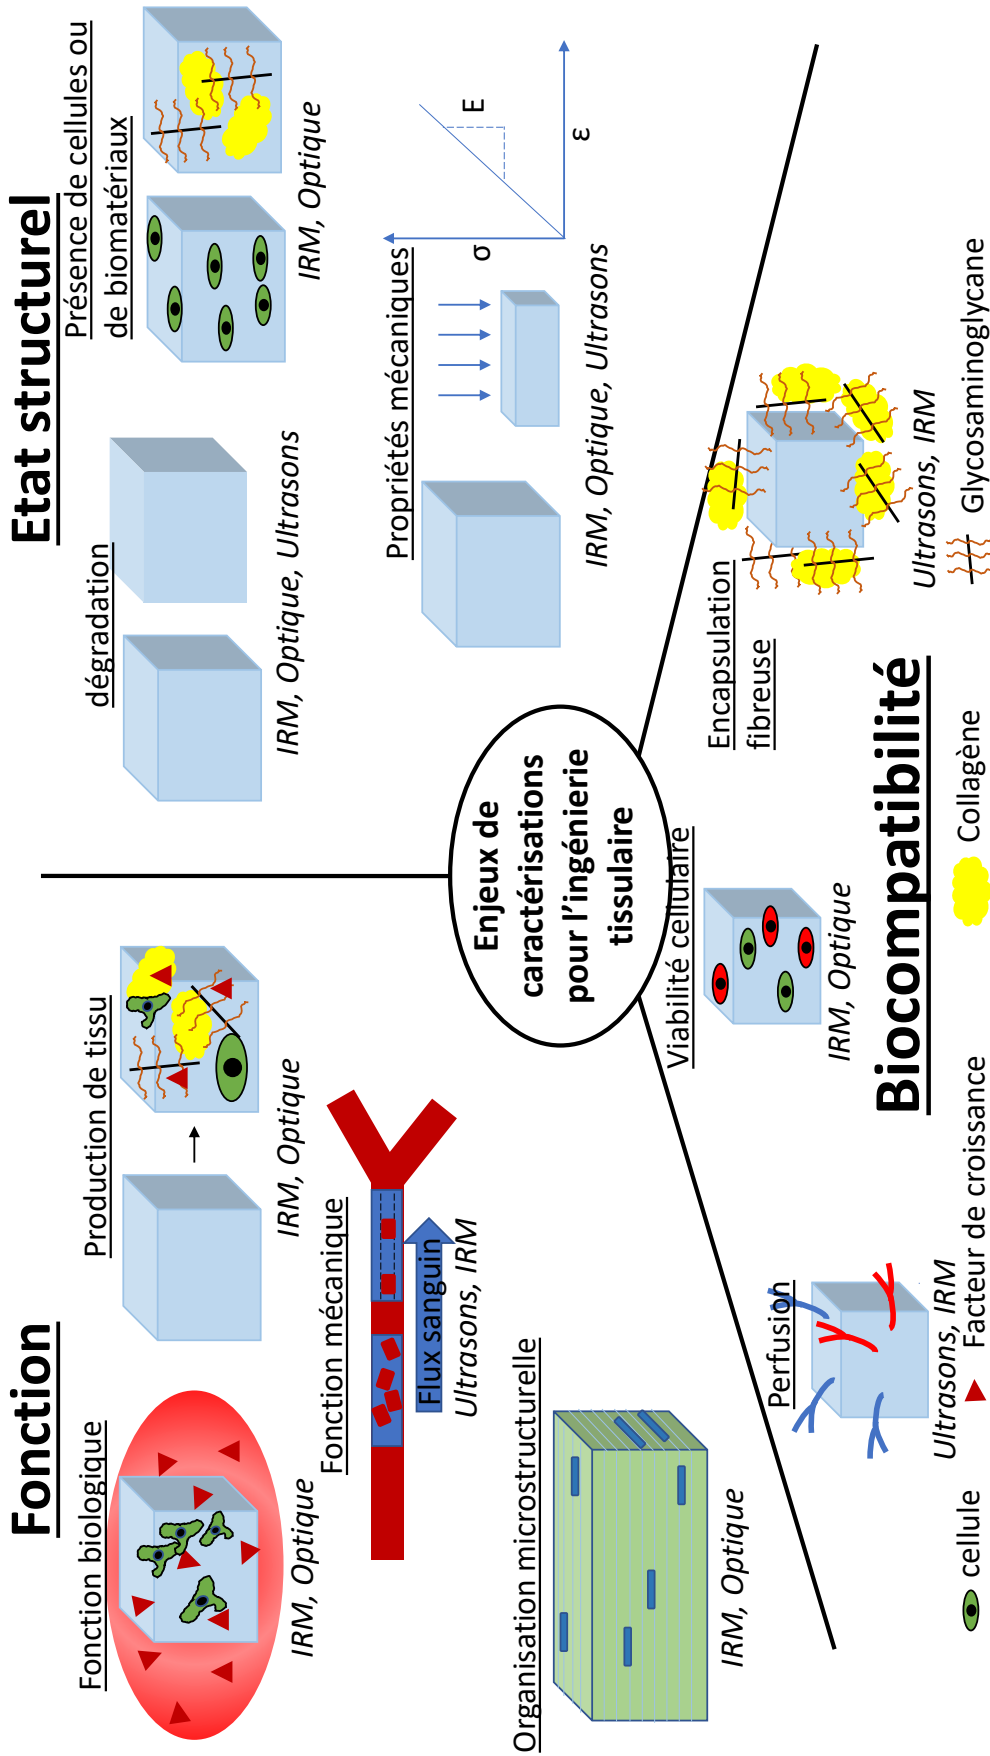 Fonction
Fonction biologique
IRM, Optique
Production de tissu
IRM, Optique
Fonction mécanique
Flux sanguin
Ultrasons, IRM
Organisation microstructurelle
IRM, Optique
Etat structurel
dégradation
IRM, Optique, Ultrasons
Présence de cellules ou
de biomatériaux
IRM, Optique
Propriétés mécaniques
σ
E
ε
IRM, Optique, Ultrasons
Enjeux de
caractérisations
pour l’ingénierie
tissulaire
Perfusion
Ultrasons, IRM
Viabilité cellulaire
IRM, Optique
Encapsulation
fibreuse
Ultrasons, IRM
Biocompatibilité
cellule
Facteur de croissance
Collagène
Glycosaminoglycane